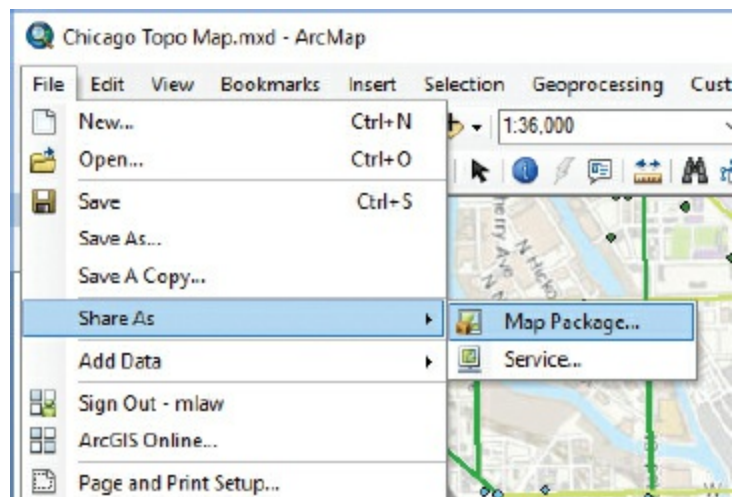 Chicago Topo Map.mxd - ArcMap
File Edit View Bookmarks Insert Selection Geoprocessing Cust
New... Ctrl+N
1:36,000
Open... Ctrl+O
Save Ctrl+S
Save As...
Save A Copy...
Share As
Map Package...
Add Data
Service...
Sign Out - mlaw
ArcGIS Online...
Page and Print Setup...